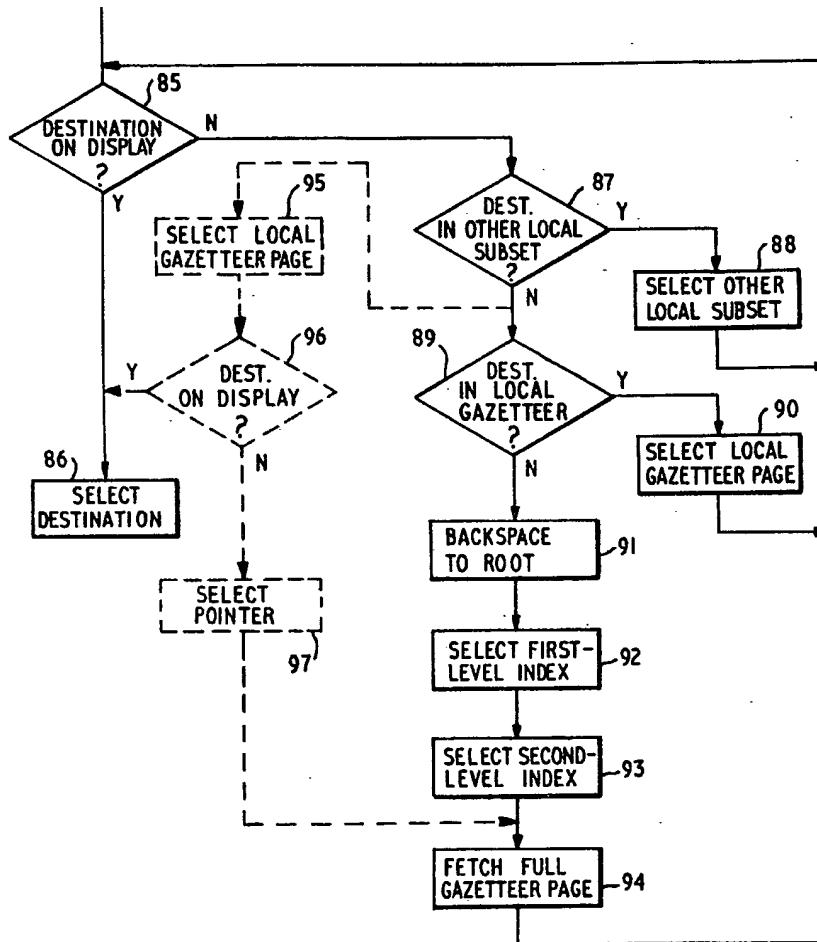 85
DESTINATION
ON DISPLAY
?
N
Y
95
SELECT LOCAL
GAZETTEER PAGE
87
DEST.
IN OTHER LOCAL
SUBSET
?
Y
N
88
SELECT OTHER
LOCAL SUBSET
96
DEST.
ON DISPLAY
?
Y
N
89
DEST.
IN LOCAL
GAZETTEER
?
Y
N
90
SELECT LOCAL
GAZETTEER PAGE
86
SELECT
DESTINATION
BACKSPACE
TO ROOT
91
SELECT
POINTER
97
SELECT FIRST-
LEVEL INDEX
92
SELECT SECOND-
LEVEL INDEX
93
FETCH FULL
GAZETTEER PAGE
94